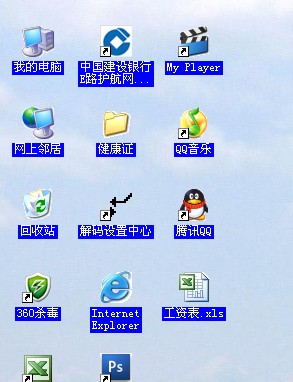 我的电脑
中国建设银行
E路护航网...
My Player
网上邻居
健康证
QQ音乐
回收站
解码设置中心
腾讯QQ
360杀毒
Internet
Explorer
工资表.xls
Ps